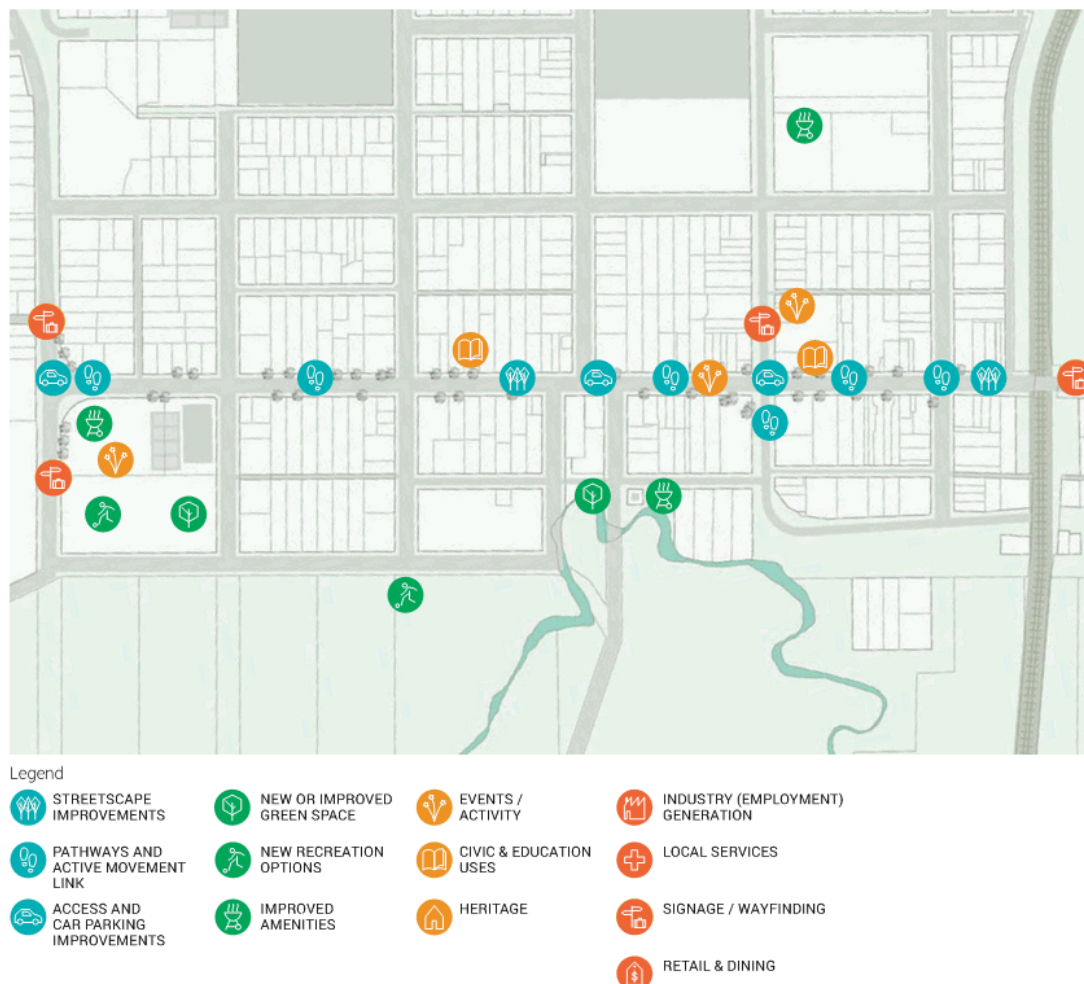 Legend
STREETSCAPE
IMPROVEMENTS
PATHWAYS AND
ACTIVE MOVEMENT
LINK
ACCESS AND
CAR PARKING
IMPROVEMENTS
NEW OR IMPROVED
GREEN SPACE
NEW RECREATION
OPTIONS
IMPROVED
AMENITIES
EVENTS /
ACTIVITY
CIVIC & EDUCATION
USES
HERITAGE
INDUSTRY (EMPLOYMENT)
GENERATION
LOCAL SERVICES
SIGNAGE / WAYFINDING
$
RETAIL & DINING